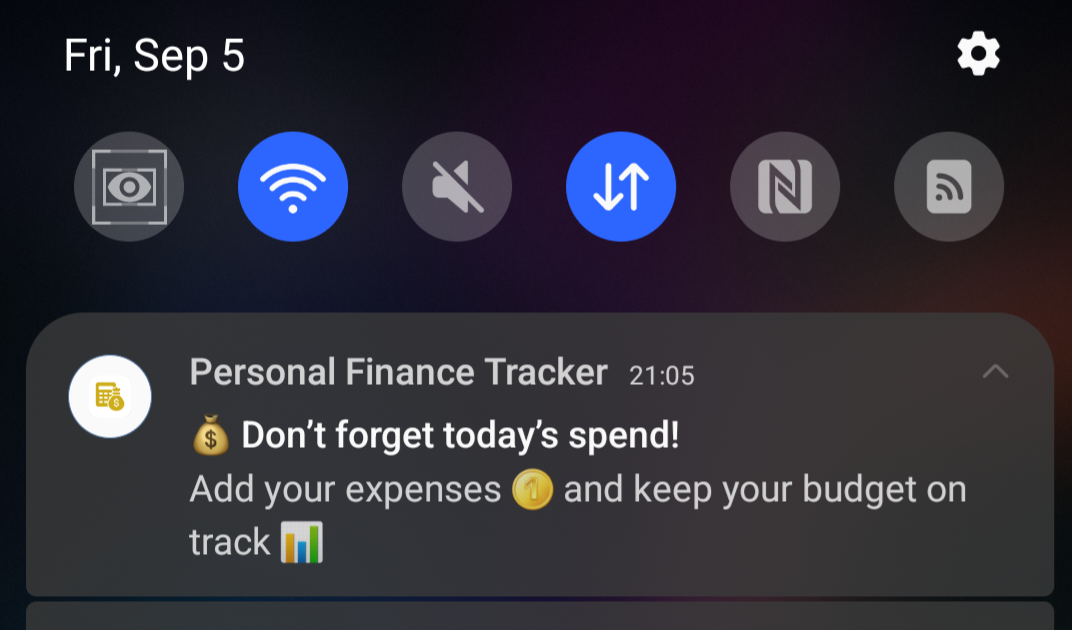 Fri, Sep 5
Personal Finance Tracker 21:05
💰 Don’t forget today’s spend!
Add your expenses 🪙 and keep your budget on
track 📊